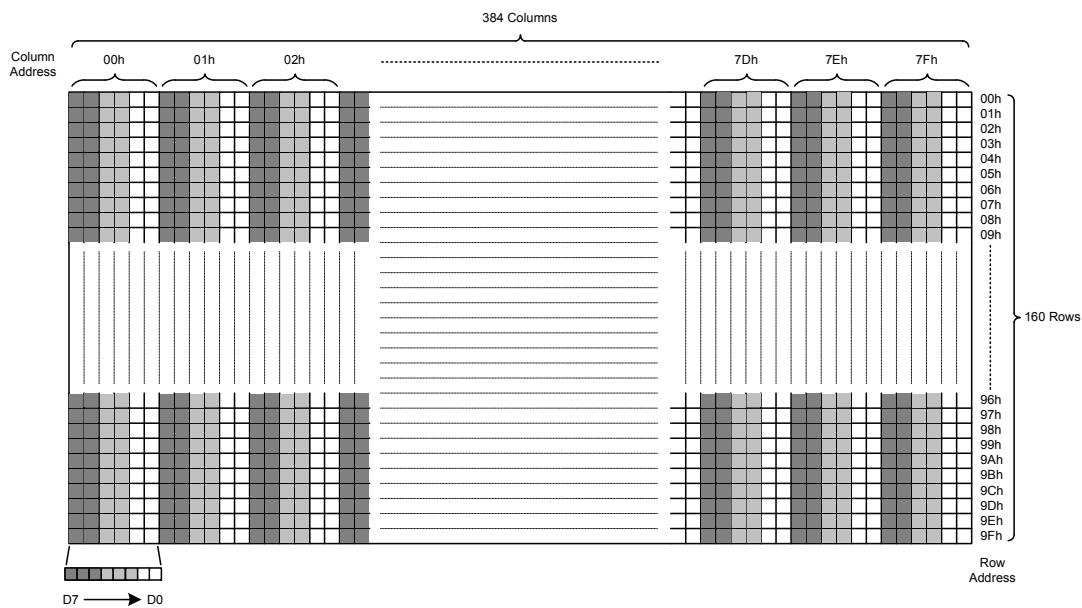 384 Columns
Column
Address
00h
01h
02h
7Dh
7Eh
7Fh
00h
01h
02h
03h
04h
05h
06h
07h
08h
09h
160 Rows
96h
97h
98h
99h
9Ah
9Bh
9Ch
9Dh
9Eh
9Fh
Row
Address
D7 D0